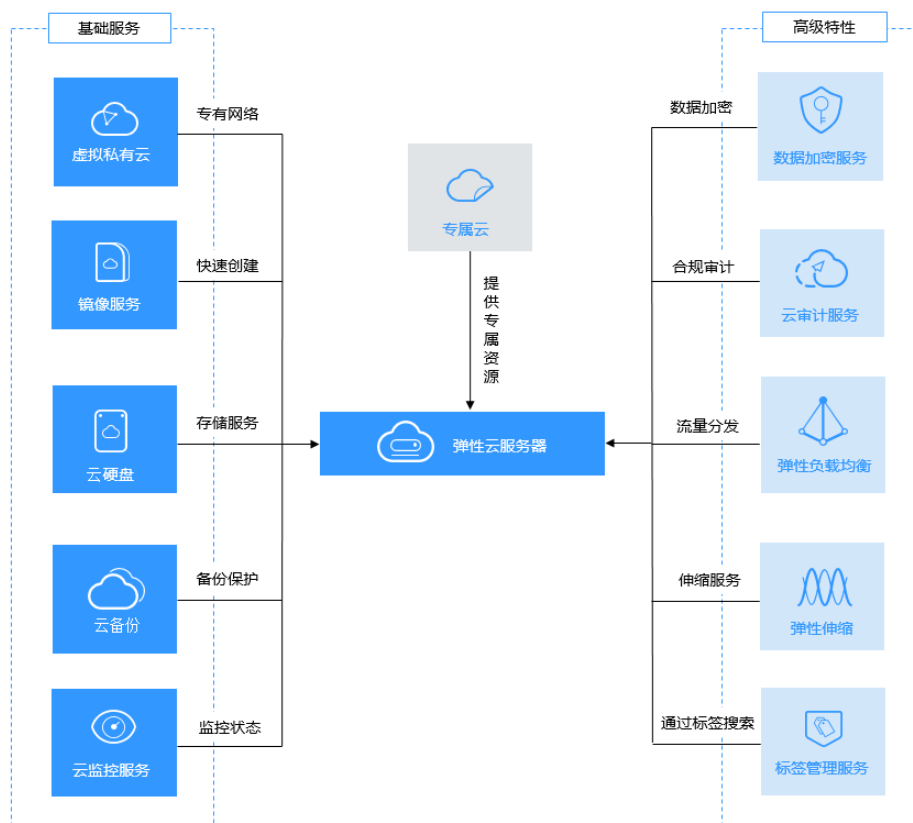 基础服务
虚拟私有云
专有网络
镜像服务
快速创建
云硬盘
存储服务
云备份
备份保护
云监控服务
监控状态
专属云
提供专属资源
弹性云服务器
高级特性
数据加密
数据加密服务
合规审计
云审计服务
流量分发
弹性负载均衡
伸缩服务
弹性伸缩
通过标签搜索
标签管理服务